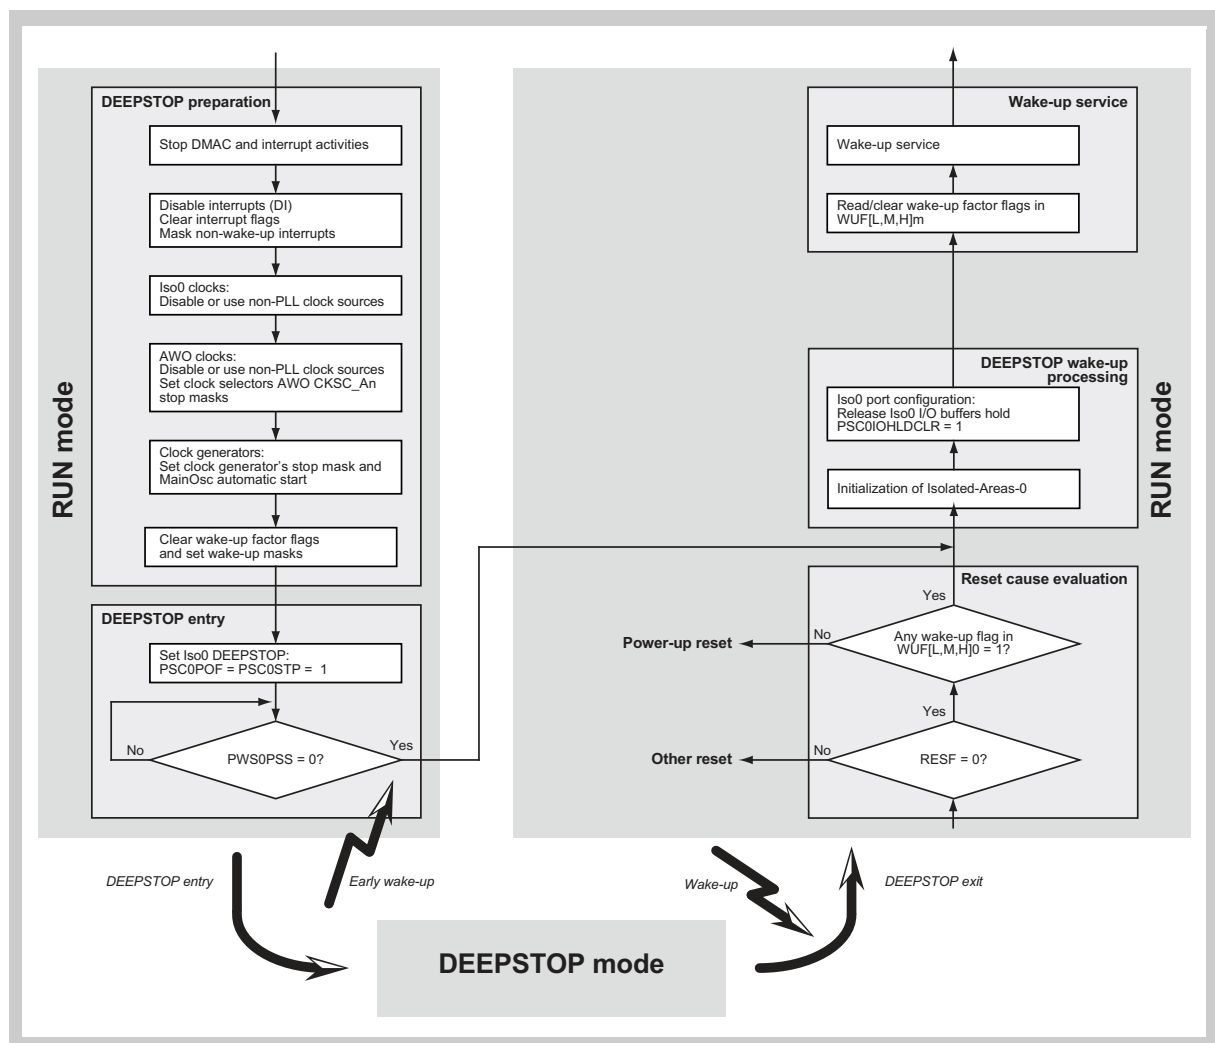 RUN mode
DEEPSTOP preparation
Stop DMAC and interrupt activities
Disable interrupts (DI)
Clear interrupt flags
Mask non-wake-up interrupts
Iso0 clocks:
Disable or use non-PLL clock sources
AWO clocks:
Disable or use non-PLL clock sources
Set clock selectors AWO CKSC_An
stop masks
Clock generators:
Set clock generator's stop mask and
MainOsc automatic start
Clear wake-up factor flags
and set wake-up masks
DEEPSTOP entry
Set Iso0 DEEPSTOP:
PSC0POF = PSC0STP = 1
No
PWS0PSS = 0?
Yes
DEEPSTOP entry
Early wake-up
DEEPSTOP mode
Wake-up
DEEPSTOP exit
RUN mode
Wake-up service
Wake-up service
Read/clear wake-up factor flags in
WUF[L,M,H]m
DEEPSTOP wake-up
processing
Iso0 port configuration:
Release Iso0 I/O buffers hold
PSC0IOHLDCLR = 1
Initialization of Isolated-Areas-0
Reset cause evaluation
Yes
Power-up reset
No
Any wake-up flag in
WUF[L,M,H]0 = 1?
Yes
Other reset
No
RESF = 0?